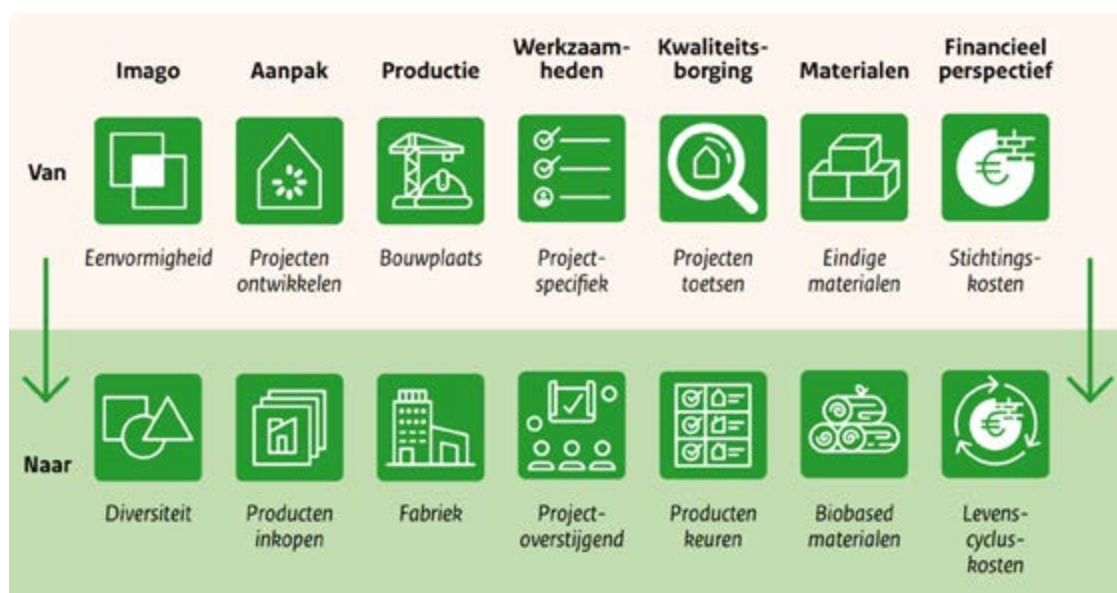 Imago
Aanpak
Productie
Werkzaam-
heden
Kwaliteits-
borging
Materialen
Financieel
perspectief
Van
Eenvormigheid
Projecten
ontwikkelen
Bouwplaats
Project-
specifiek
Projecten
toetsen
Eindige
materialen
Stichtings-
kosten
Naar
Diversiteit
Producten
inkopen
Fabriek
Project-
overstijgend
Producten
keuren
Biobased
materialen
Levens-
cyclus-
kosten